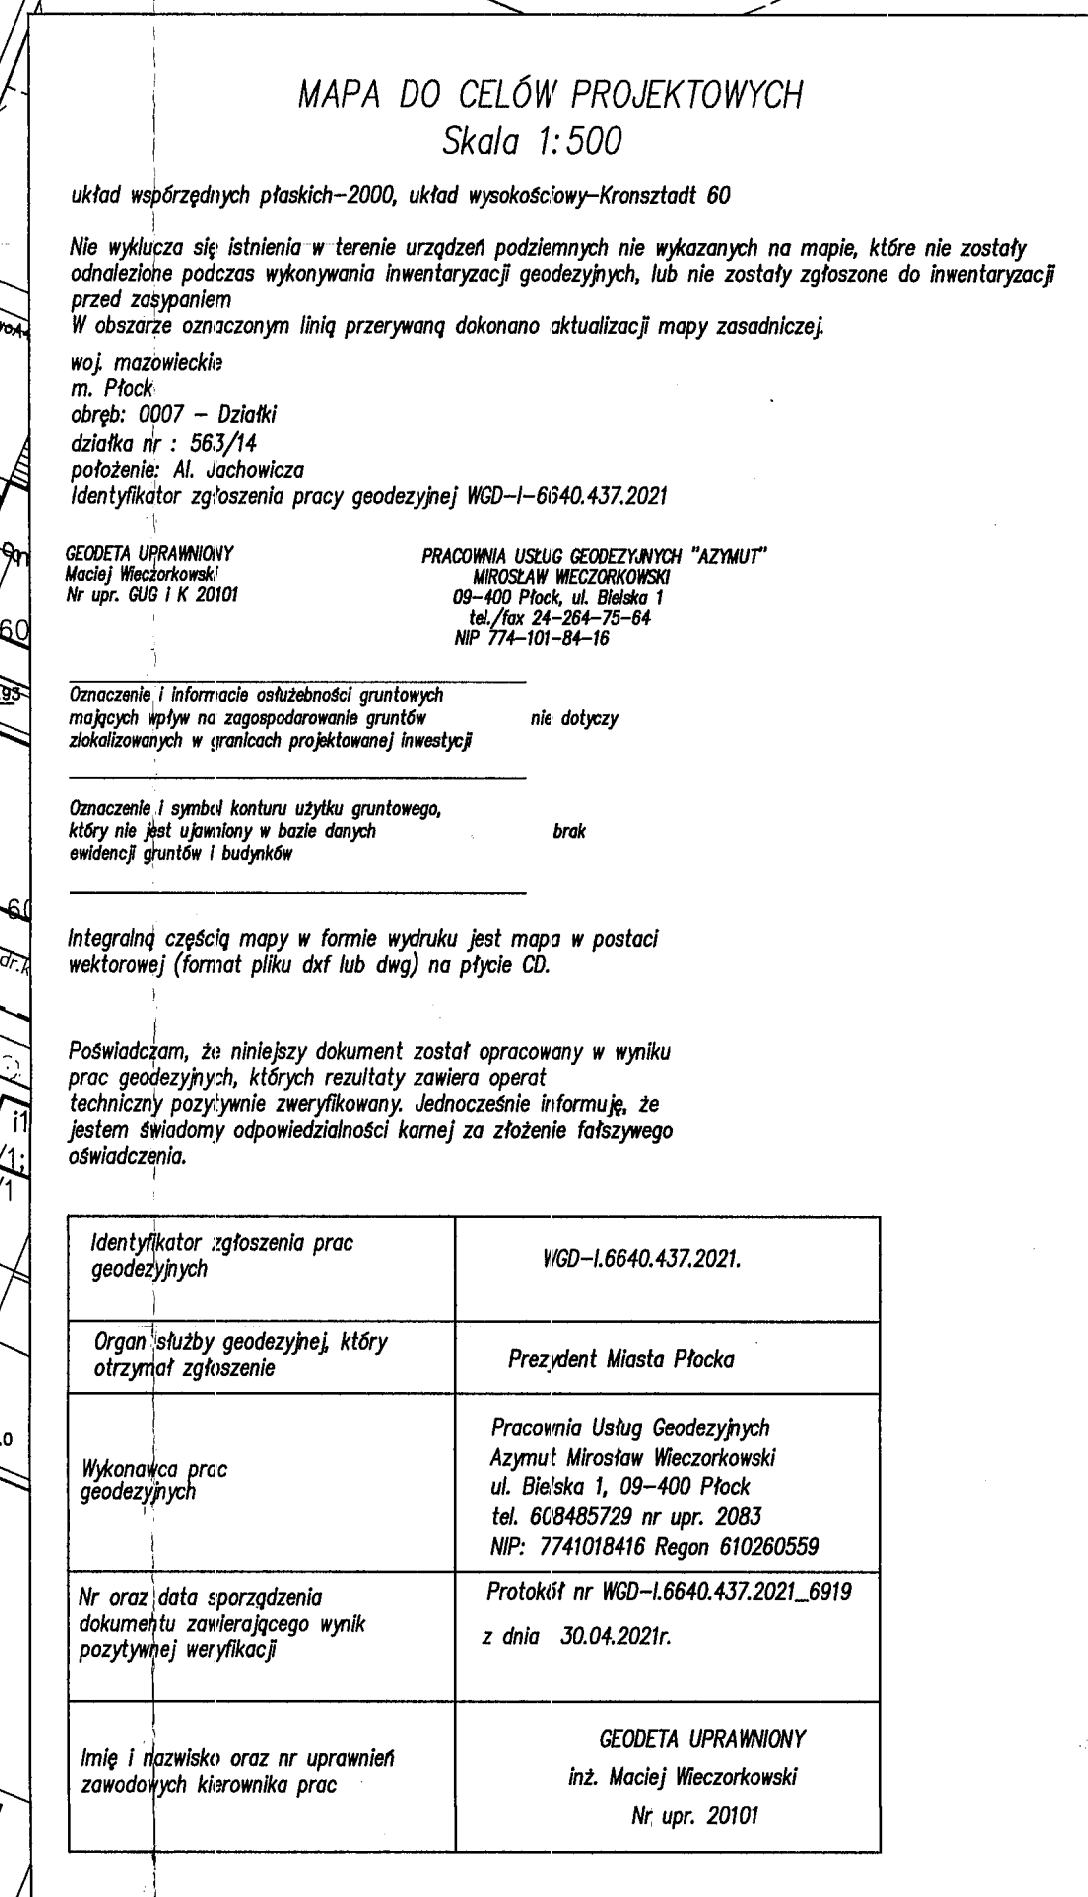 MAPA DO CELÓW PROJEKTOWYCH
Skala 1:500
układ współrzędnych płaskich-2000, układ wysokościowy-Kronsztadt 60
Nie wyklucza się istnienia w terenie urządzeń podziemnych nie wykazanych na mapie, które nie zostały
odnalezione podczas wykonywania inwentaryzacji geodezyjnych, lub nie zostały zgłoszone do inwentaryzacji
przed zasypaniem
W obszarze oznaczonym linią przerywaną dokonano aktualizacji mapy zasadniczej.
woj. mazowieckie
m. Płock
obręb: 0007 - Działki
działka nr : 563/14
położenie: Al. Jachowicza
Identyfikator zgłoszenia pracy geodezyjnej WGD-I-6640.437.2021
GEODETA UPRAWNIONY
Maciej Wieczorkowski
Nr upr. GUG i K 20101
PRACOWNIA USŁUG GEODEZYJNYCH "AZYMUT"
MIROSŁAW WIECZORKOWSKI
09-400 Płock, ul. Bielska 1
tel./fax 24-264-75-64
NIP 774-101-84-16
Oznaczenie i informacje osłużebności gruntowych
mających wpływ na zagospodarowanie gruntów nie dotyczy
zlokalizowanych w granicach projektowanej inwestycji
Oznaczenie i symbol konturu użytku gruntowego,
który nie jest ujawniony w bazie danych brak
ewidencji gruntów i budynków
Integralną częścią mapy w formie wydruku jest mapa w postaci
wektorowej (format pliku dxf lub dwg) na płycie CD.
Poświadczam, że niniejszy dokument został opracowany w wyniku
prac geodezyjnych, których rezultaty zawiera operat
techniczny pozytywnie zweryfikowany. Jednocześnie informuję, że
jestem świadomy odpowiedzialności karnej za złożenie fałszywego
oświadczenia.
Identyfikator zgłoszenia prac
geodezyjnych
WGD-I.6640.437.2021.
Organ służby geodezyjnej, który
otrzymał zgłoszenie
Prezydent Miasta Płocka
Wykonawca prac
geodezyjnych
Pracownia Usług Geodezyjnych
Azymut Mirosław Wieczorkowski
ul. Bielska 1, 09-400 Płock
tel. 608485729 nr upr. 2083
NIP: 7741018416 Regon 610260559
Nr oraz data sporządzenia
dokumentu zawierającego wynik
pozytywnej weryfikacji
Protokół nr WGD-I.6640.437.2021_6919
z dnia 30.04.2021r.
Imię i nazwisko oraz nr uprawnień
zawodowych kierownika prac
GEODETA UPRAWNIONY
inż. Maciej Wieczorkowski
Nr upr. 20101
60
93
dr.k
i1
/1;
/1